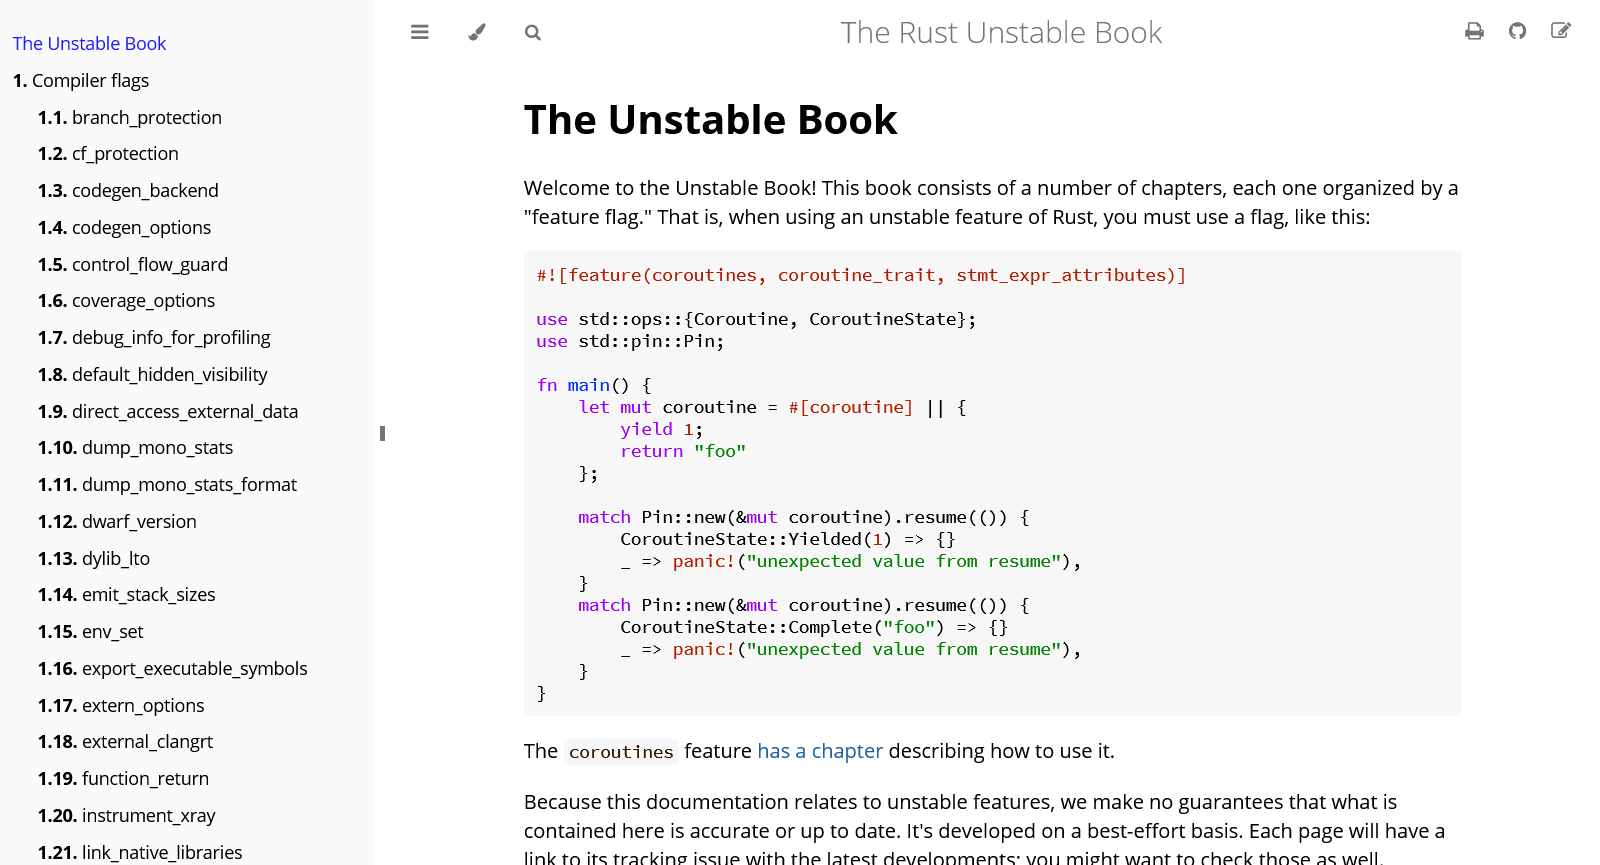 The Unstable Book
1. Compiler flags
1.1. branch_protection
1.2. cf_protection
1.3. codegen_backend
1.4. codegen_options
1.5. control_flow_guard
1.6. coverage_options
1.7. debug_info_for_profiling
1.8. default_hidden_visibility
1.9. direct_access_external_data
1.10. dump_mono_stats
1.11. dump_mono_stats_format
1.12. dwarf_version
1.13. dylib_lto
1.14. emit_stack_sizes
1.15. env_set
1.16. export_executable_symbols
1.17. extern_options
1.18. external_clangrt
1.19. function_return
1.20. instrument_xray
1.21. link_native_libraries
The Rust Unstable Book
The Unstable Book
Welcome to the Unstable Book! This book consists of a number of chapters, each one organized by a
"feature flag." That is, when using an unstable feature of Rust, you must use a flag, like this:
#![feature(coroutines, coroutine_trait, stmt_expr_attributes)]
use std::ops::{Coroutine, CoroutineState};
use std::pin::Pin;
fn main() {
    let mut coroutine = #[coroutine] || {
        yield 1;
        return "foo"
    };
    match Pin::new(&mut coroutine).resume(()) {
        CoroutineState::Yielded(1) => {}
        _ => panic!("unexpected value from resume"),
    }
    match Pin::new(&mut coroutine).resume(()) {
        CoroutineState::Complete("foo") => {}
        _ => panic!("unexpected value from resume"),
    }
}
The coroutines feature has a chapter describing how to use it.
Because this documentation relates to unstable features, we make no guarantees that what is
contained here is accurate or up to date. It's developed on a best-effort basis. Each page will have a
link to its tracking issue with the latest developments; you might want to check those as well.